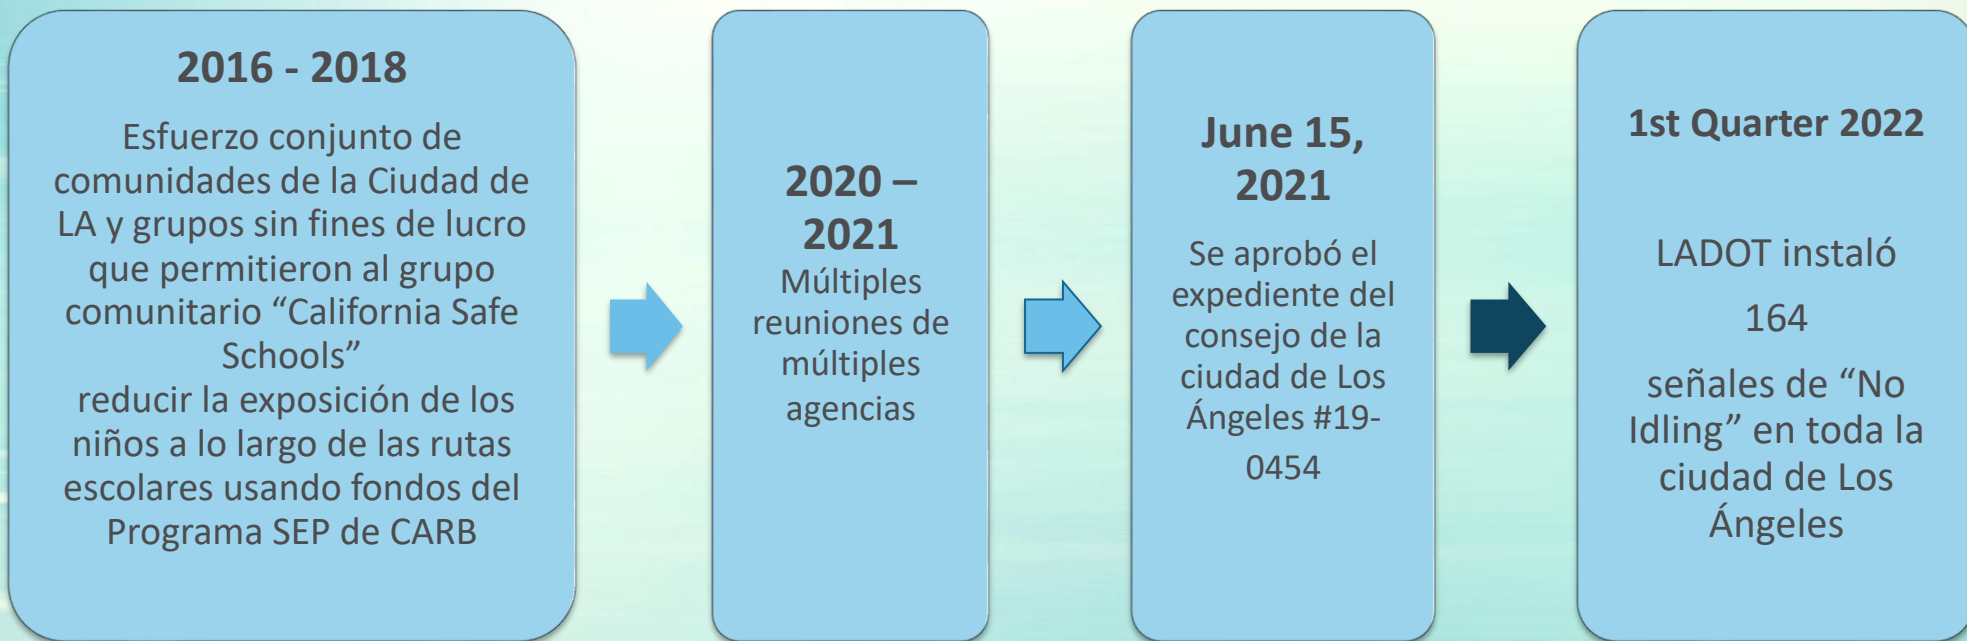 2016 - 2018
Esfuerzo conjunto de
comunidades de la Ciudad de
LA y grupos sin fines de lucro
que permitieron al grupo
comunitario “California Safe
Schools”
reducir la exposición de los
niños a lo largo de las rutas
escolares usando fondos del
Programa SEP de CARB
2020 –
2021
Múltiples
reuniones de
múltiples
agencias
June 15,
2021
Se aprobó el
expediente del
consejo de la
ciudad de Los
Ángeles #19-
0454
1st Quarter 2022
LADOT instaló
164
señales de “No
Idling” en toda la
ciudad de Los
Ángeles